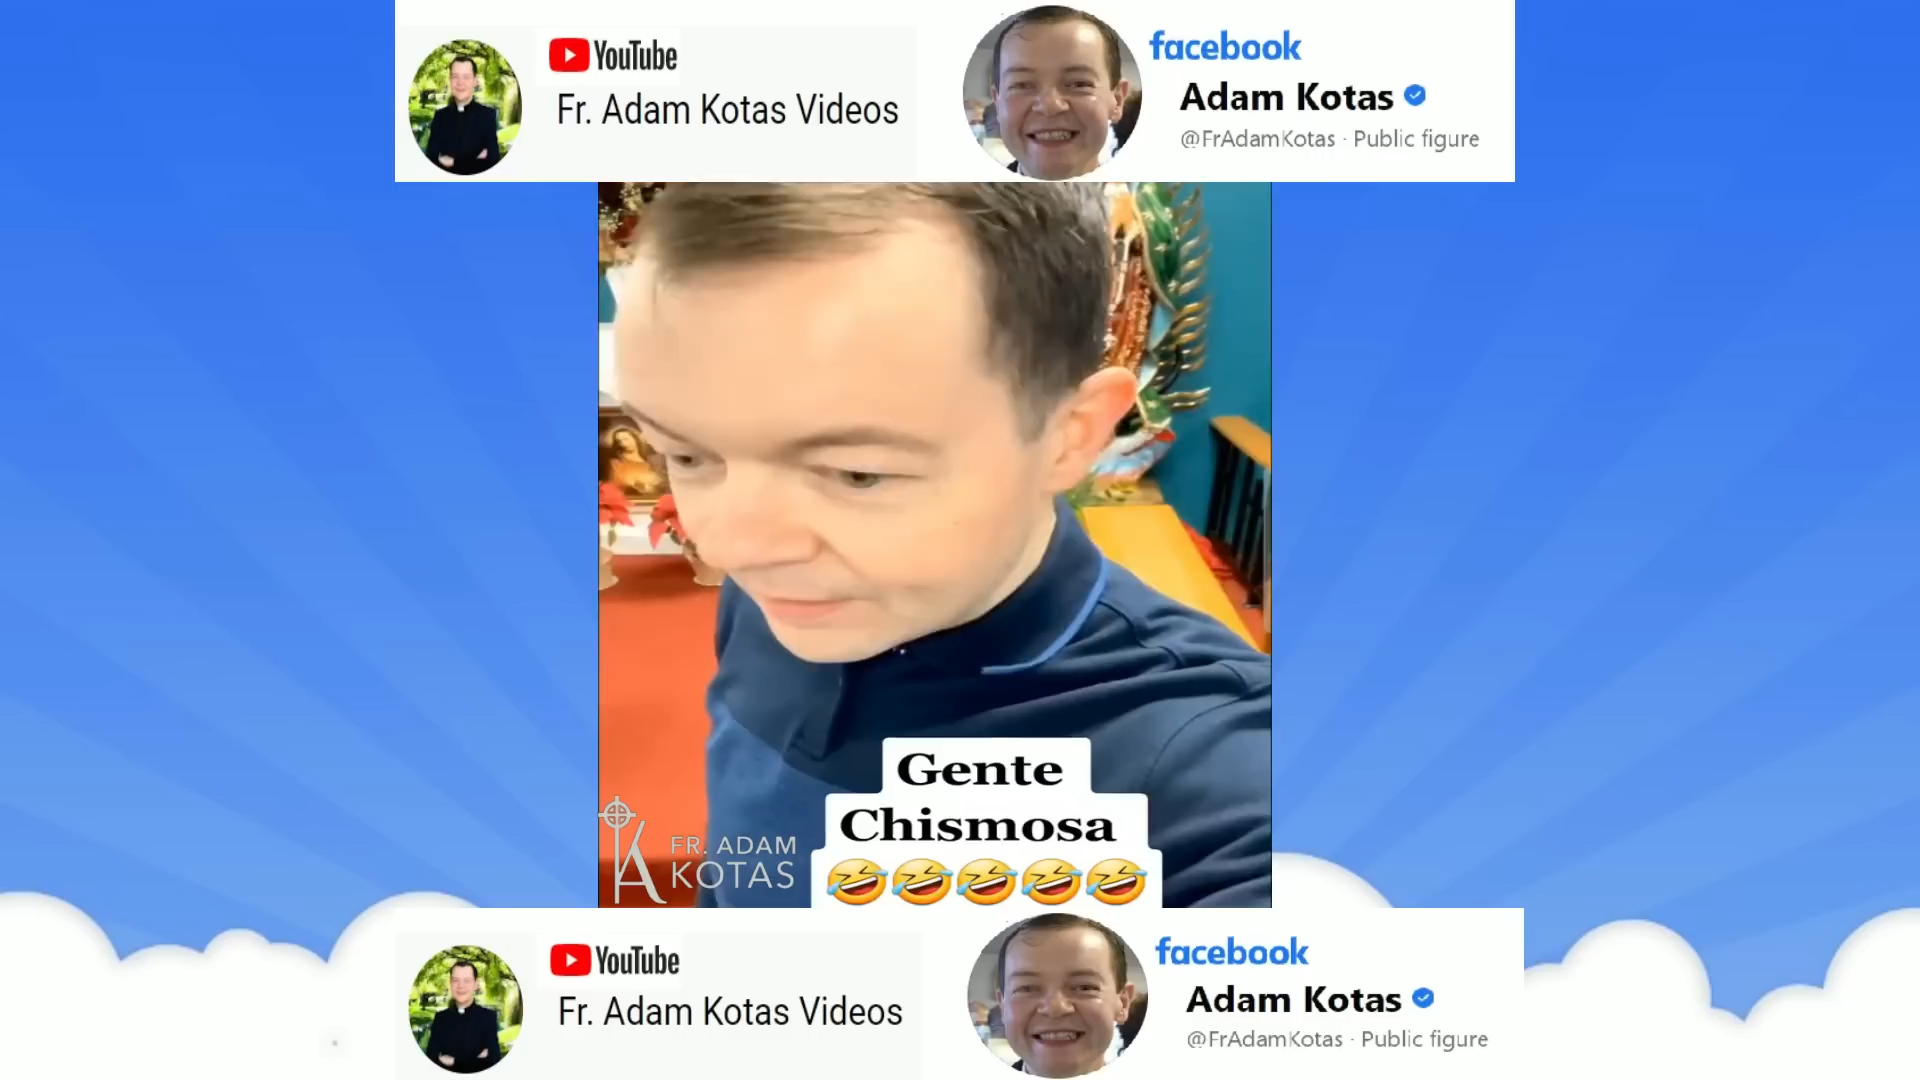 YouTube
Fr. Adam Kotas Videos
facebook
Adam Kotas
@FrAdamKotas · Public figure
Gente
Chismosa
🤣🤣🤣🤣🤣
FR. ADAM
KOTAS
YouTube
Fr. Adam Kotas Videos
facebook
Adam Kotas
@FrAdamKotas · Public figure